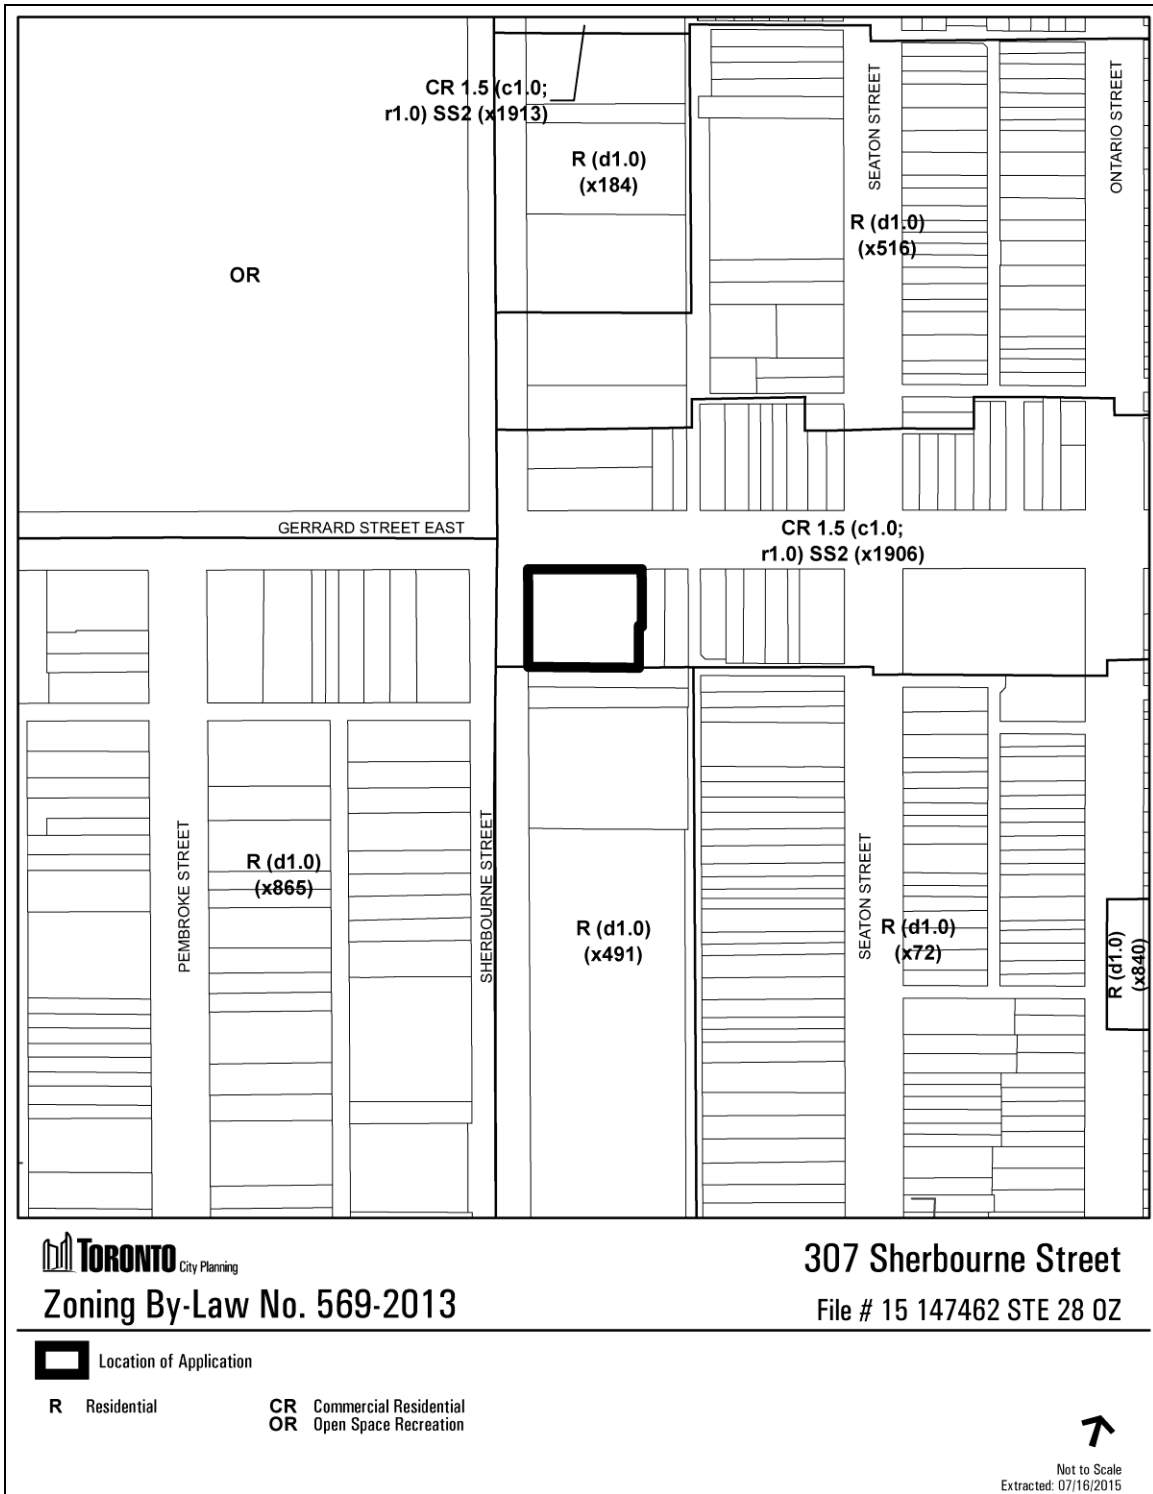 CR 1.5 (c1.0;
r1.0) SS2 (x1913)
R (d1.0)
(x184)
SEATON STREET
ONTARIO STREET
R (d1.0)
(x516)
OR
GERRARD STREET EAST
CR 1.5 (c1.0;
r1.0) SS2 (x1906)
PEMBROKE STREET
R (d1.0)
(x865)
SHERBOURNE STREET
R (d1.0)
(x491)
SEATON STREET
R (d1.0)
(x72)
R (d1.0)
(x840)
TORONTO City Planning
Zoning By-Law No. 569-2013
307 Sherbourne Street
File # 15 147462 STE 28 OZ
Location of Application
R Residential
CR Commercial Residential
OR Open Space Recreation
Not to Scale
Extracted: 07/16/2015